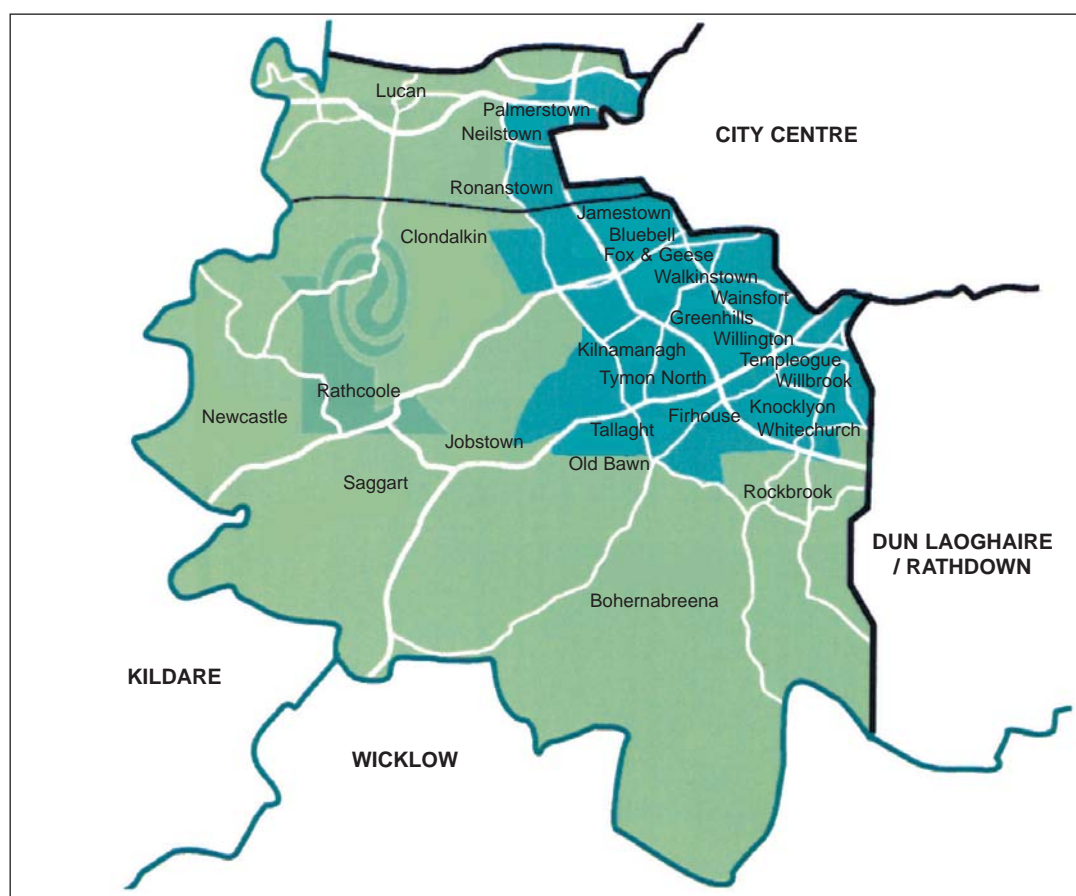 Lucan
Palmerstown
Neilstown
CITY CENTRE
Ronanstown
Jamestown
Clondalkin
Bluebell
Fox & Geese
Walkinstown
Wainsfort
Greenhills
Willington
Kilnamanagh
Templeogue
Tymon North
Willbrook
Rathcoole
Newcastle
Firhouse
Knocklyon
Tallaght
Whitechurch
Jobstown
Old Bawn
Saggart
Rockbrook
DUN LAOGHAIRE
/ RATHDOWN
Bohernabreena
KILDARE
WICKLOW